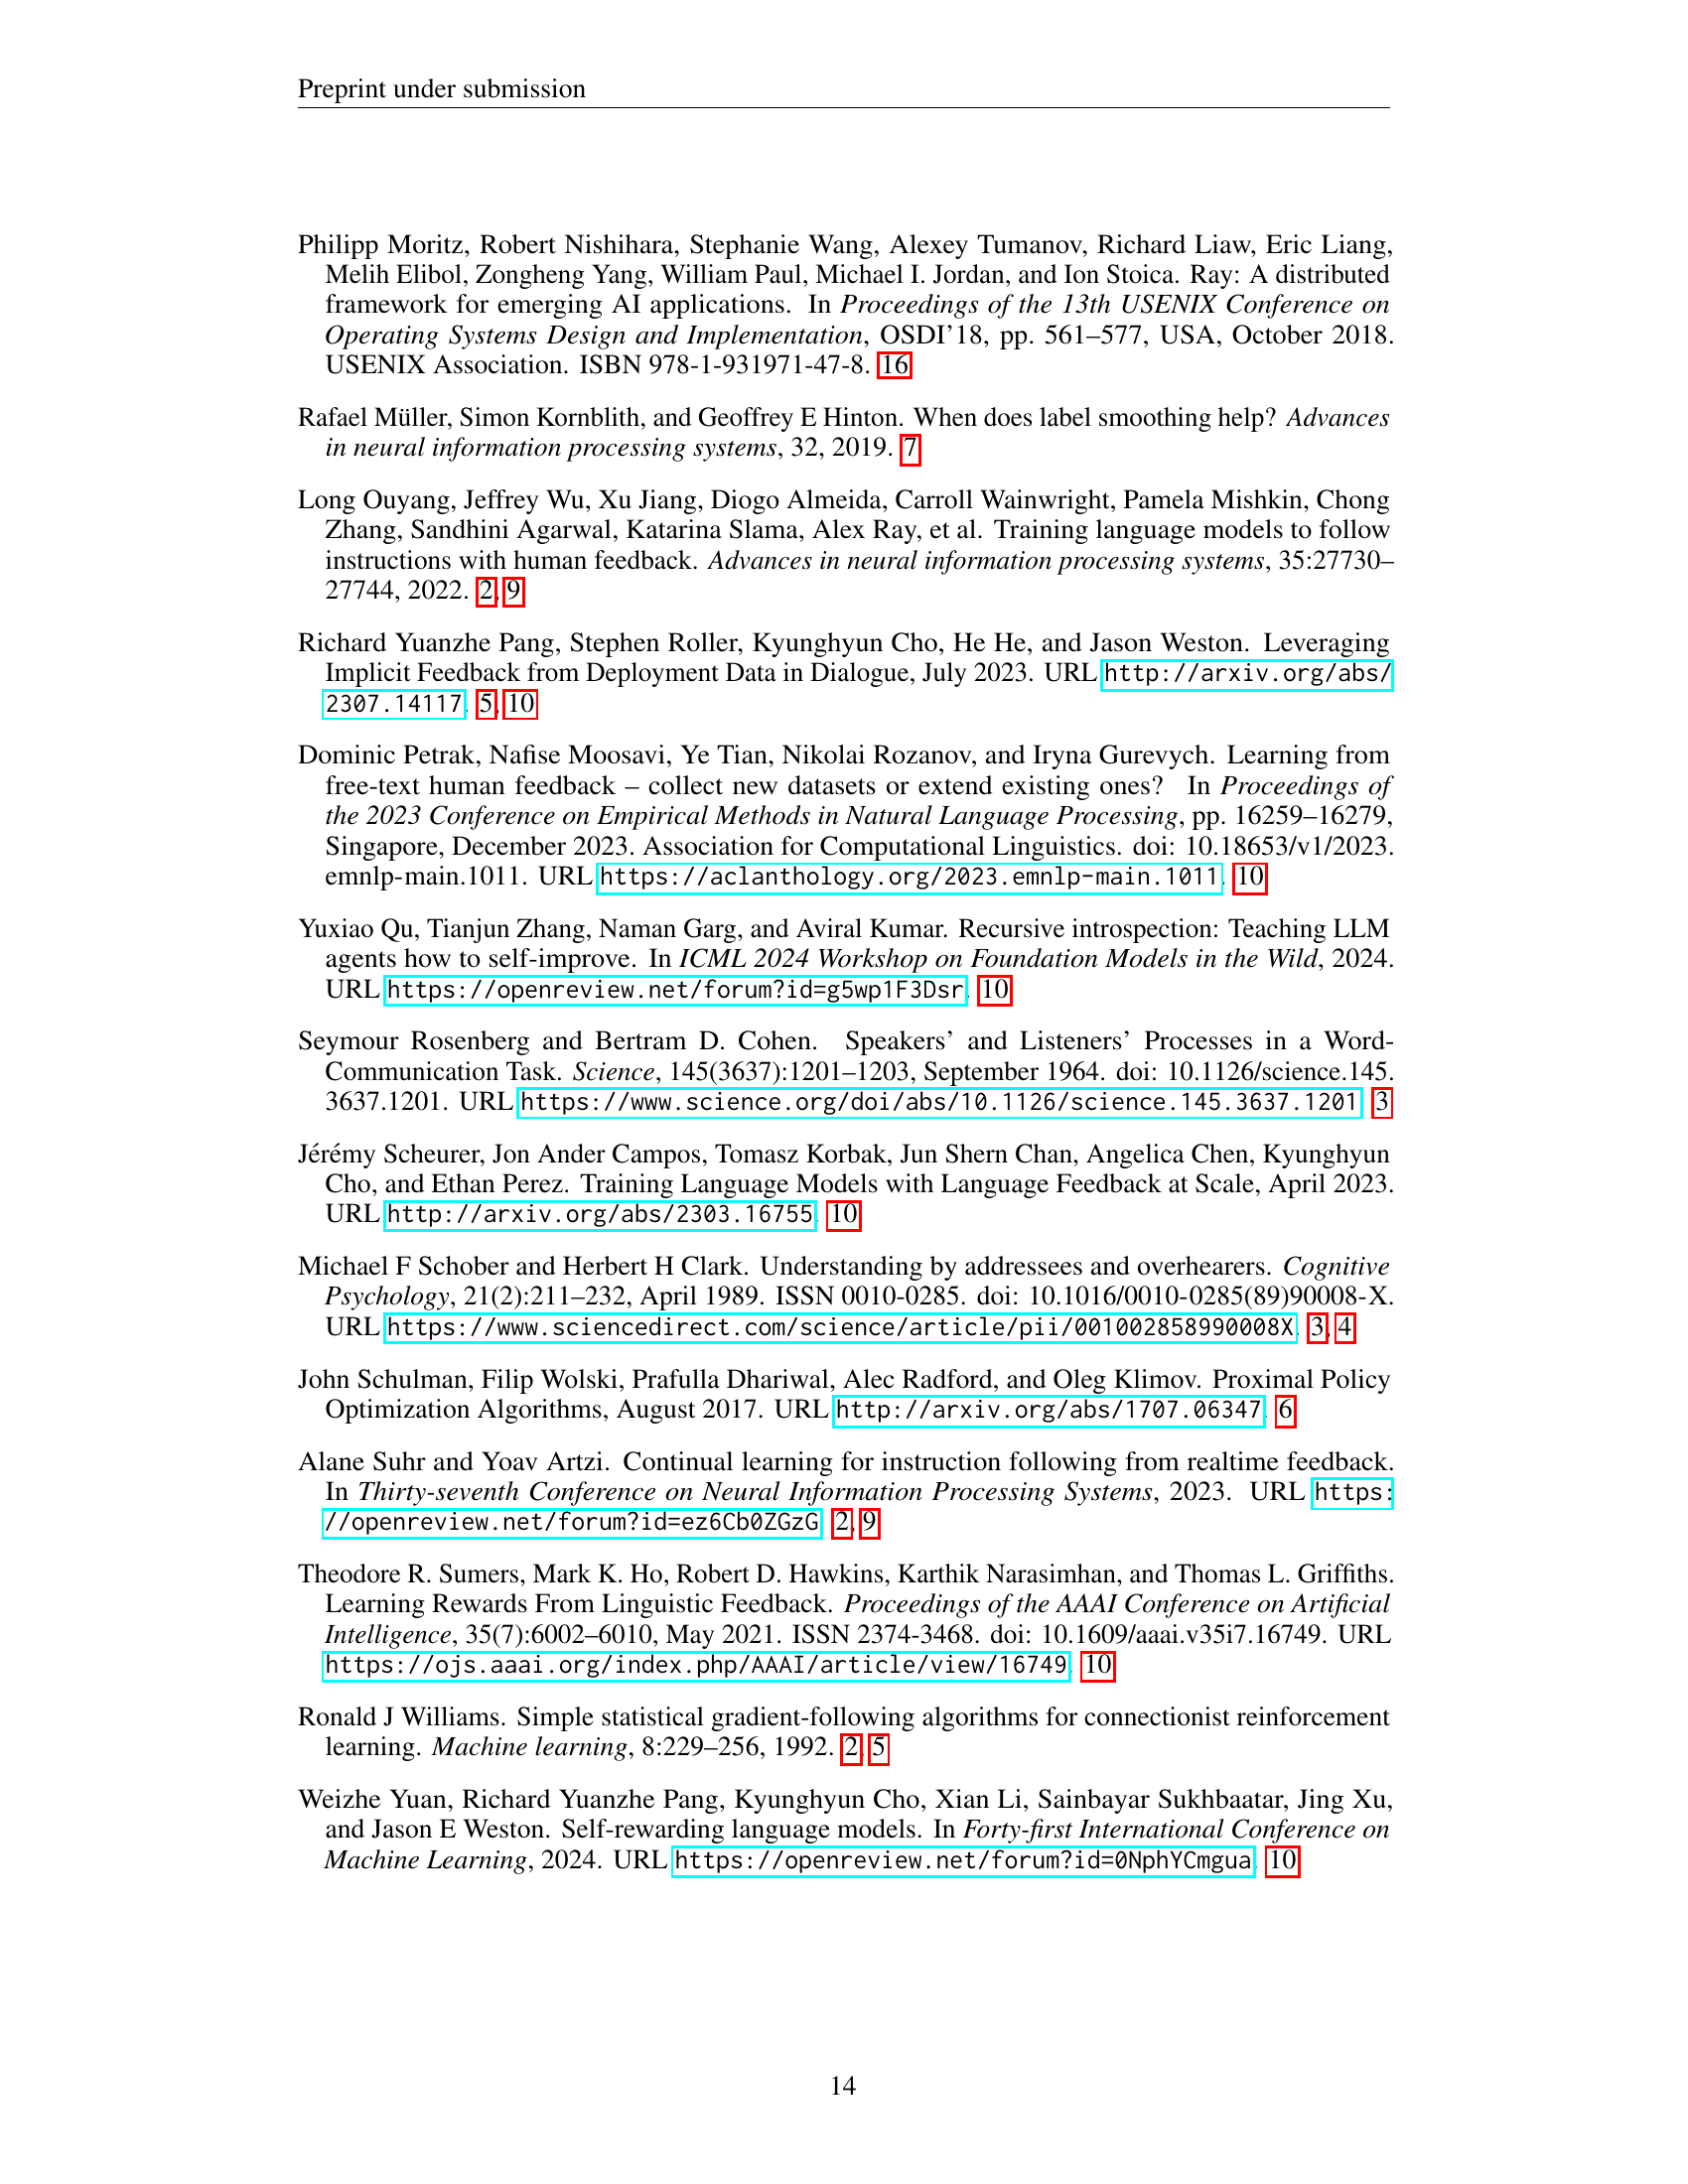 Preprint under submission
Philipp Moritz, Robert Nishihara, Stephanie Wang, Alexey Tumanov, Richard Liaw, Eric Liang,
Melih Elibol, Zongheng Yang, William Paul, Michael I. Jordan, and Ion Stoica. Ray: A distributed
framework for emerging AI applications. In Proceedings of the 13th USENIX Conference on
Operating Systems Design and Implementation, OSDI'18, pp. 561–577, USA, October 2018.
USENIX Association. ISBN 978-1-931971-47-8. 16
Rafael Müller, Simon Kornblith, and Geoffrey E Hinton. When does label smoothing help? Advances
in neural information processing systems, 32, 2019. 7
Long Ouyang, Jeffrey Wu, Xu Jiang, Diogo Almeida, Carroll Wainwright, Pamela Mishkin, Chong
Zhang, Sandhini Agarwal, Katarina Slama, Alex Ray, et al. Training language models to follow
instructions with human feedback. Advances in neural information processing systems, 35:27730–
27744, 2022. 2, 9
Richard Yuanzhe Pang, Stephen Roller, Kyunghyun Cho, He He, and Jason Weston. Leveraging
Implicit Feedback from Deployment Data in Dialogue, July 2023. URL http://arxiv.org/abs/
2307.14117. 5, 10
Dominic Petrak, Nafise Moosavi, Ye Tian, Nikolai Rozanov, and Iryna Gurevych. Learning from
free-text human feedback – collect new datasets or extend existing ones? In Proceedings of
the 2023 Conference on Empirical Methods in Natural Language Processing, pp. 16259–16279,
Singapore, December 2023. Association for Computational Linguistics. doi: 10.18653/v1/2023.
emnlp-main.1011. URL https://aclanthology.org/2023.emnlp-main.1011. 10
Yuxiao Qu, Tianjun Zhang, Naman Garg, and Aviral Kumar. Recursive introspection: Teaching LLM
agents how to self-improve. In ICML 2024 Workshop on Foundation Models in the Wild, 2024.
URL https://openreview.net/forum?id=g5wp1F3Dsr. 10
Seymour Rosenberg and Bertram D. Cohen. Speakers' and Listeners' Processes in a Word-
Communication Task. Science, 145(3637):1201–1203, September 1964. doi: 10.1126/science.145.
3637.1201. URL https://www.science.org/doi/abs/10.1126/science.145.3637.1201. 3
Jérémy Scheurer, Jon Ander Campos, Tomasz Korbak, Jun Shern Chan, Angelica Chen, Kyunghyun
Cho, and Ethan Perez. Training Language Models with Language Feedback at Scale, April 2023.
URL http://arxiv.org/abs/2303.16755. 10
Michael F Schober and Herbert H Clark. Understanding by addressees and overhearers. Cognitive
Psychology, 21(2):211–232, April 1989. ISSN 0010-0285. doi: 10.1016/0010-0285(89)90008-X.
URL https://www.sciencedirect.com/science/article/pii/001002858990008X. 3, 4
John Schulman, Filip Wolski, Prafulla Dhariwal, Alec Radford, and Oleg Klimov. Proximal Policy
Optimization Algorithms, August 2017. URL http://arxiv.org/abs/1707.06347. 6
Alane Suhr and Yoav Artzi. Continual learning for instruction following from realtime feedback.
In Thirty-seventh Conference on Neural Information Processing Systems, 2023. URL https:
//openreview.net/forum?id=ez6Cb0ZGzG. 2, 9
Theodore R. Sumers, Mark K. Ho, Robert D. Hawkins, Karthik Narasimhan, and Thomas L. Griffiths.
Learning Rewards From Linguistic Feedback. Proceedings of the AAAI Conference on Artificial
Intelligence, 35(7):6002–6010, May 2021. ISSN 2374-3468. doi: 10.1609/aaai.v35i7.16749. URL
https://ojs.aaai.org/index.php/AAAI/article/view/16749. 10
Ronald J Williams. Simple statistical gradient-following algorithms for connectionist reinforcement
learning. Machine learning, 8:229–256, 1992. 2, 5
Weizhe Yuan, Richard Yuanzhe Pang, Kyunghyun Cho, Xian Li, Sainbayar Sukhbaatar, Jing Xu,
and Jason E Weston. Self-rewarding language models. In Forty-first International Conference on
Machine Learning, 2024. URL https://openreview.net/forum?id=0NphYCmgua. 10
14